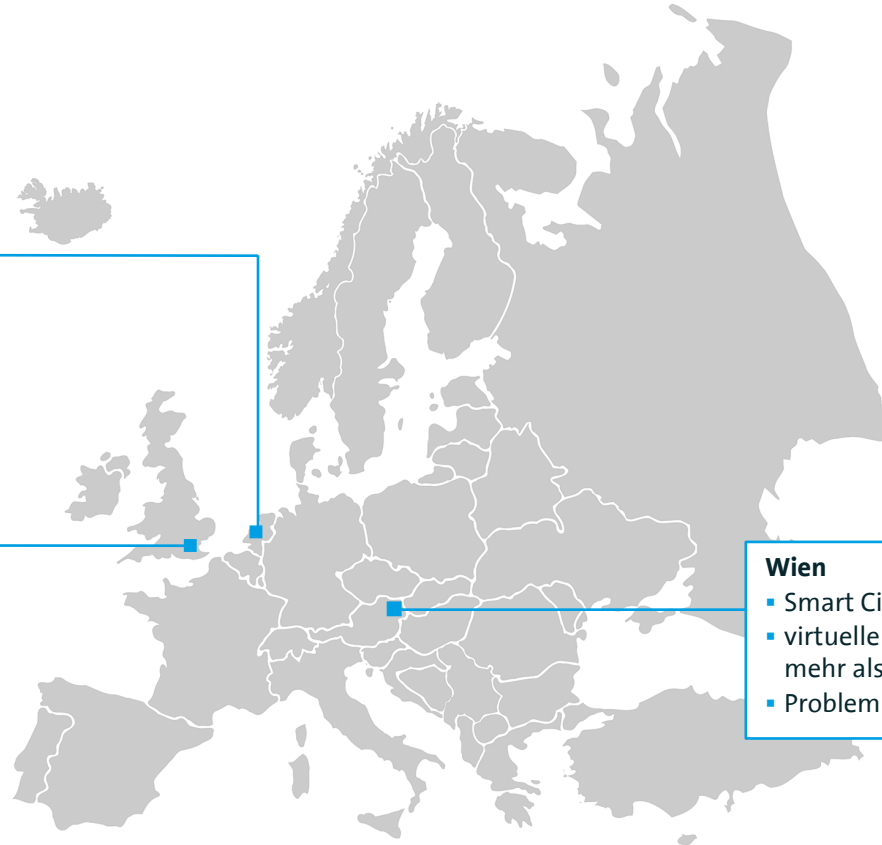 Wien
▪ Smart Ci
▪ virtuelle
mehr als
▪ Problem